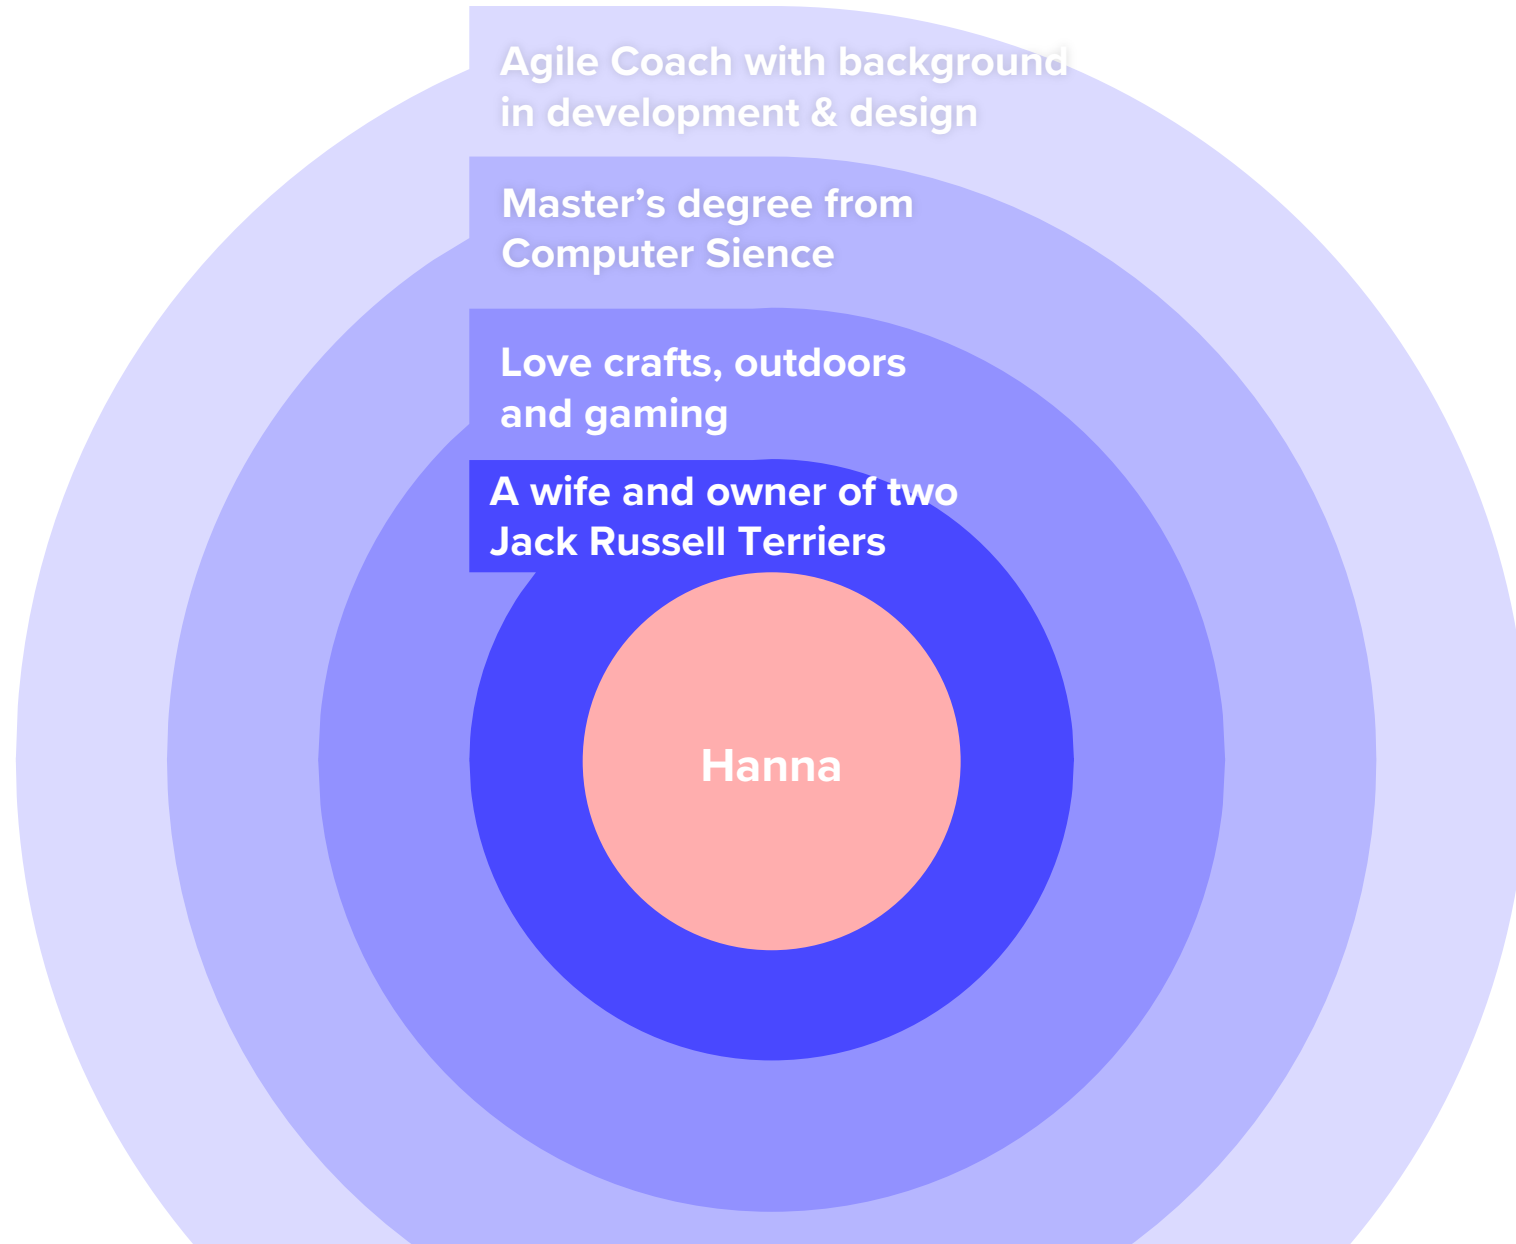 Agile Coach with background
in development & design
Master’s degree from
Computer Sience
Love crafts, outdoors
and gaming
A wife and owner of two
Jack Russell Terriers
Hanna